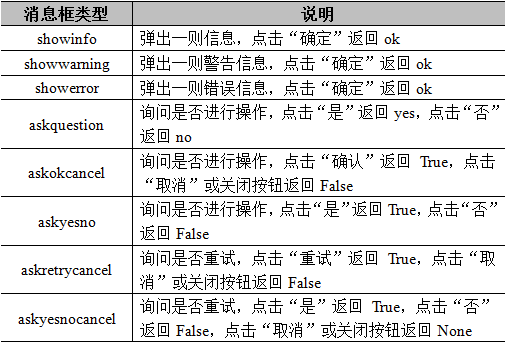 消息框类型 说明
showinfo 弹出一则信息，点击“确定”返回 ok
showwarning 弹出一则警告信息，点击“确定”返回 ok
showerror 弹出一则错误信息，点击“确定”返回 ok
askquestion 询问是否进行操作，点击“是”返回 yes，点击“否”
返回 no
askokcancel 询问是否进行操作，点击“确认”返回 True，点击
“取消”或关闭按钮返回 False
askyesno 询问是否进行操作，点击“是”返回 True，点击“否”
返回 False
askretrycancel 询问是否重试，点击“重试”返回 True，点击“取
消”或关闭按钮返回 False
askyesnocancel 询问是否重试，点击“是”返回 True，点击“否”
返回 False，点击“取消”或关闭按钮返回 None